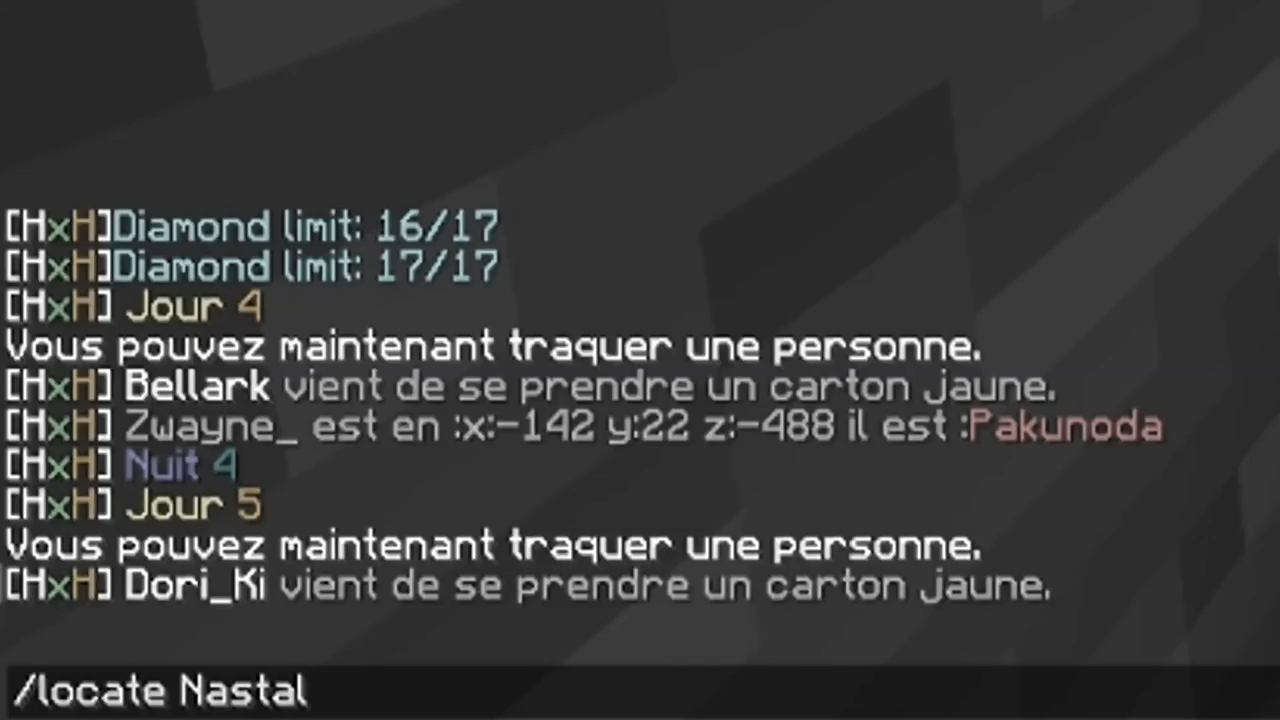 [HxH]Diamond limit: 16/17
[HxH]Diamond limit: 17/17
[HxH] Jour 4
Vous pouvez maintenant traquer une personne.
[HxH] Bellark vient de se prendre un carton jaune.
[HxH] Zwayne_ est en :x:-142 y:22 z:-488 il est :Pakunoda
[HxH] Nuit 4
[HxH] Jour 5
Vous pouvez maintenant traquer une personne.
[HxH] Dori_Ki vient de se prendre un carton jaune.
/locate Nastal